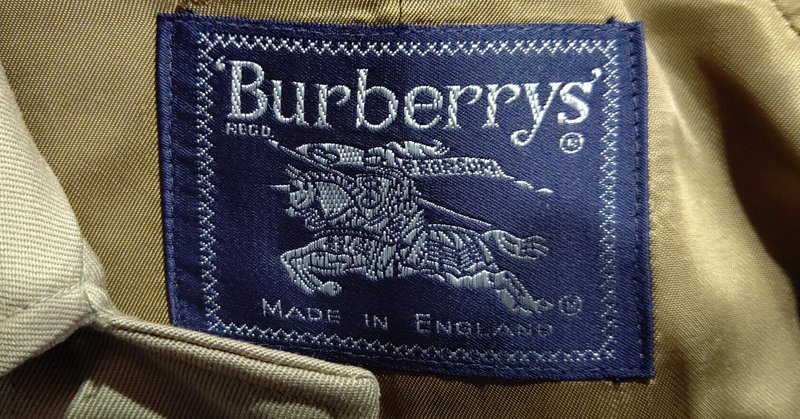 'Burberrys'
REGD. ®
®
MADE IN ENGLAND